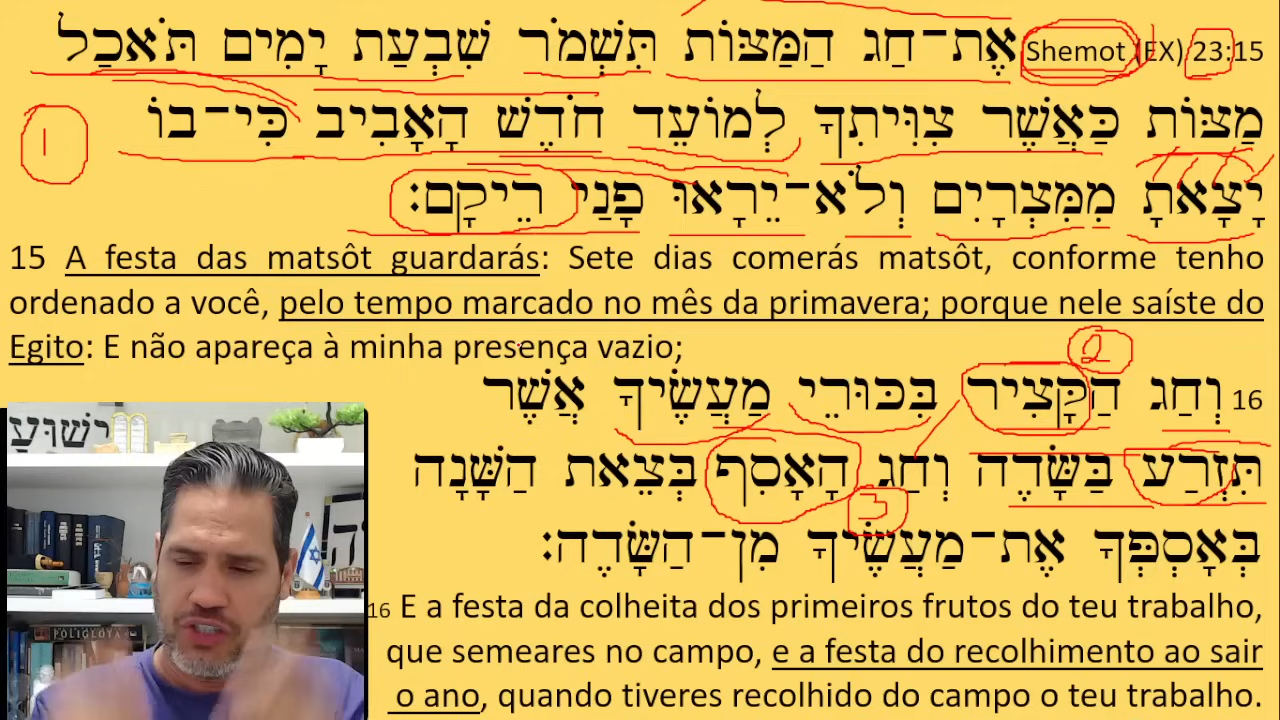 Shemot (EX) 23:15 אֶת־חַג הַמַּצּוֹת תִּשְׁמֹר שִׁבְעַת יָמִים תֹּאכַל
מַצּוֹת כַּאֲשֶׁר צִוִּיתִךָ לְמוֹעֵד חֹדֶשׁ הָאָבִיב כִּי־בוֹ
1
יָצָאתָ מִמִּצְרָיִם וְלֹא־יֵרָאוּ פָנַי רֵיקָם׃
15 A festa das matsôt guardarás: Sete dias comerás matsôt, conforme tenho
ordenado a você, pelo tempo marcado no mês da primavera; porque nele saíste do
Egito: E não apareça à minha presença vazio;
2
16 וְחַג הַקָּצִיר בִּכּוּרֵי מַעֲשֶׂיךָ אֲשֶׁר
תִּזְרַע בַּשָּׂדֶה וְחַג הָאָסִף בְּצֵאת הַשָּׁנָה
3
בְּאָסְפְּךָ אֶת־מַעֲשֶׂיךָ מִן־הַשָּׂדֶה׃
16 E a festa da colheita dos primeiros frutos do teu trabalho,
que semeares no campo, e a festa do recolhimento ao sair
o ano, quando tiveres recolhido do campo o teu trabalho.
ישוע
POLIGLOTA